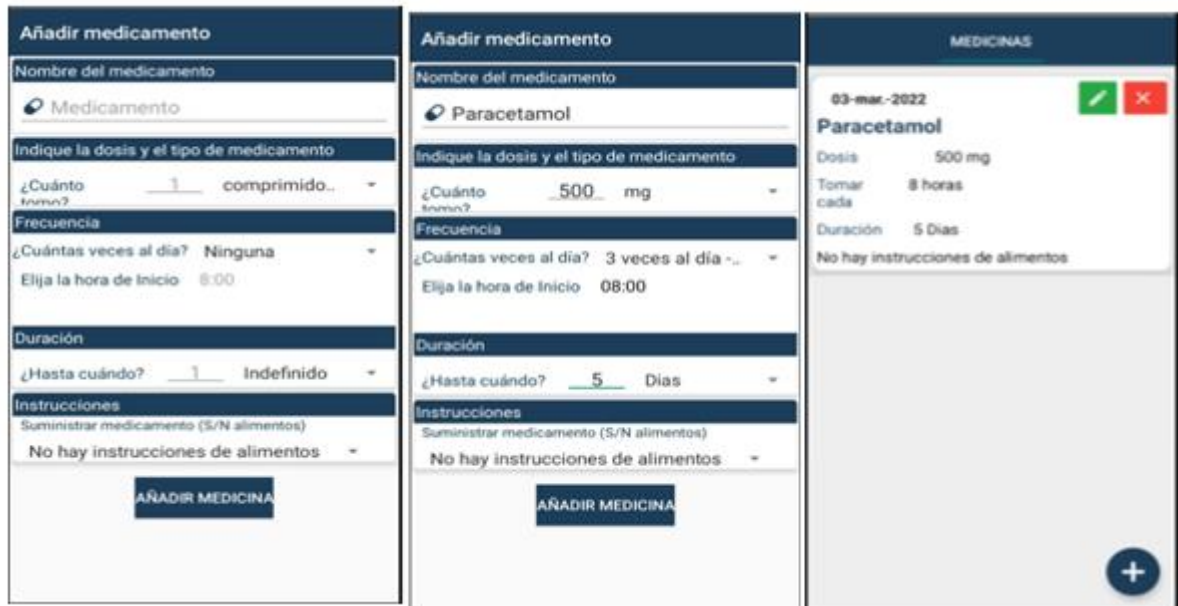 Añadir medicamento
Nombre del medicamento
Medicamento
Indique la dosis y el tipo de medicamento
¿Cuánto tomo? 1 comprimido..
Frecuencia
¿Cuántas veces al día? Ninguna
Elija la hora de Inicio 8:00
Duración
¿Hasta cuándo? 1 Indefinido
Instrucciones
Suministrar medicamento (S/N alimentos)
No hay instrucciones de alimentos
AÑADIR MEDICINA
Añadir medicamento
Nombre del medicamento
Paracetamol
Indique la dosis y el tipo de medicamento
¿Cuánto tomo? 500 mg
Frecuencia
¿Cuántas veces al día? 3 veces al día -..
Elija la hora de Inicio 08:00
Duración
¿Hasta cuándo? 5 Dias
Instrucciones
Suministrar medicamento (S/N alimentos)
No hay instrucciones de alimentos
AÑADIR MEDICINA
MEDICINAS
03-mar.-2022
Paracetamol
Dosis 500 mg
Tomar cada 8 horas
Duración 5 Dias
No hay instrucciones de alimentos